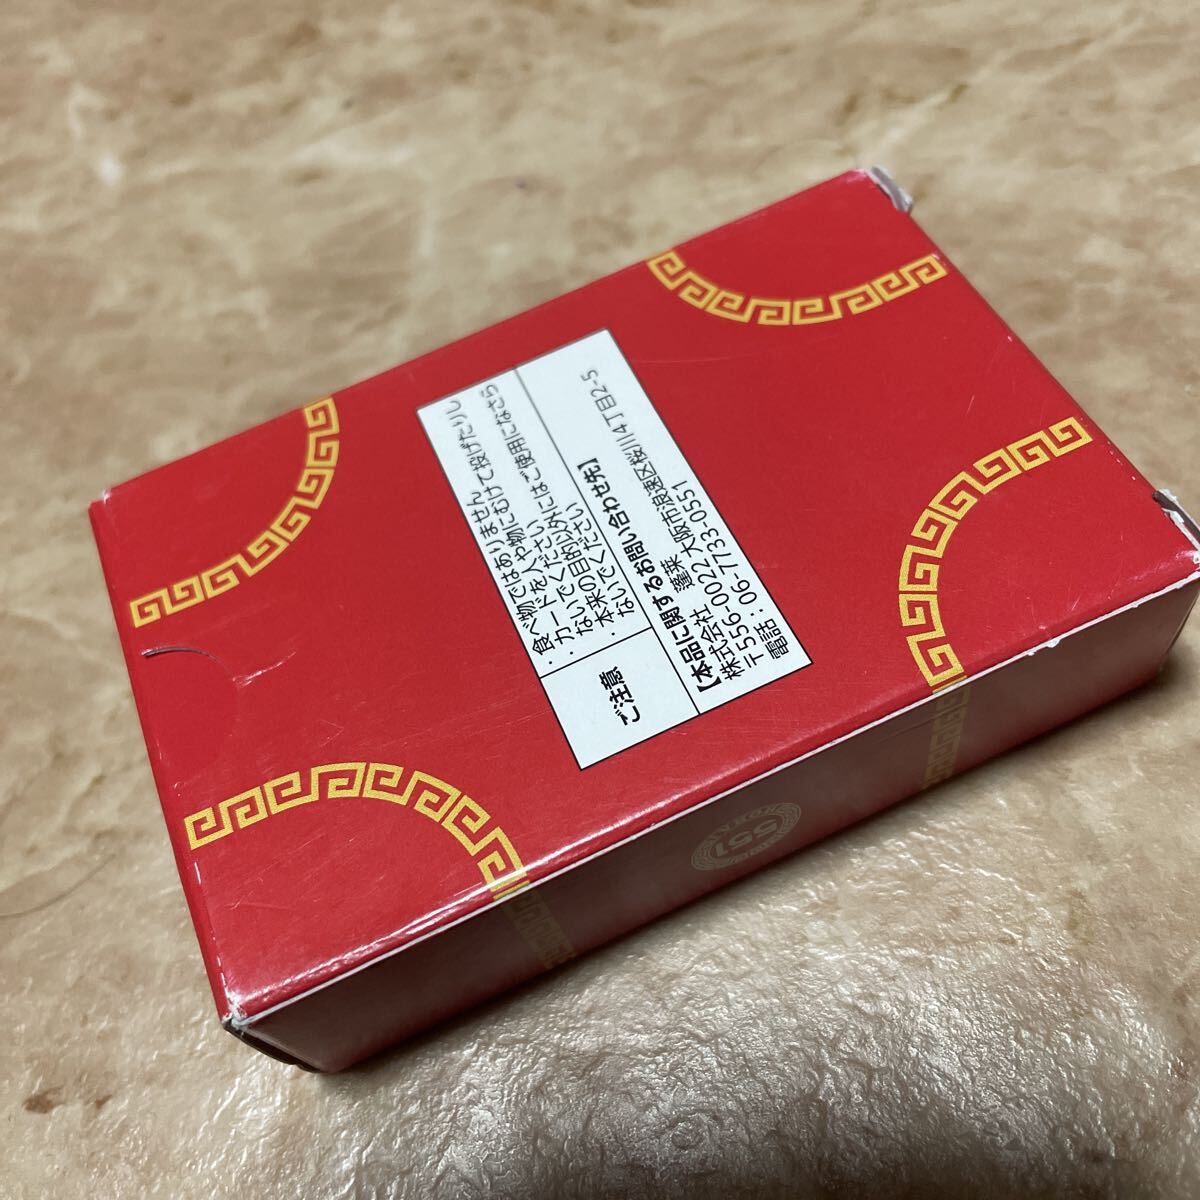 ご注意
・食べ物ではありません
・カードを人や物にむけて投げたりし
ないでください
・本来の目的以外にはご使用になさら
ないでください
【本品に関するお問い合わせ先】
株式会社 蓬莱
〒556-0022 大阪市浪速区桜川4丁目2-5
電話：06-7733-0551
551
HORAI